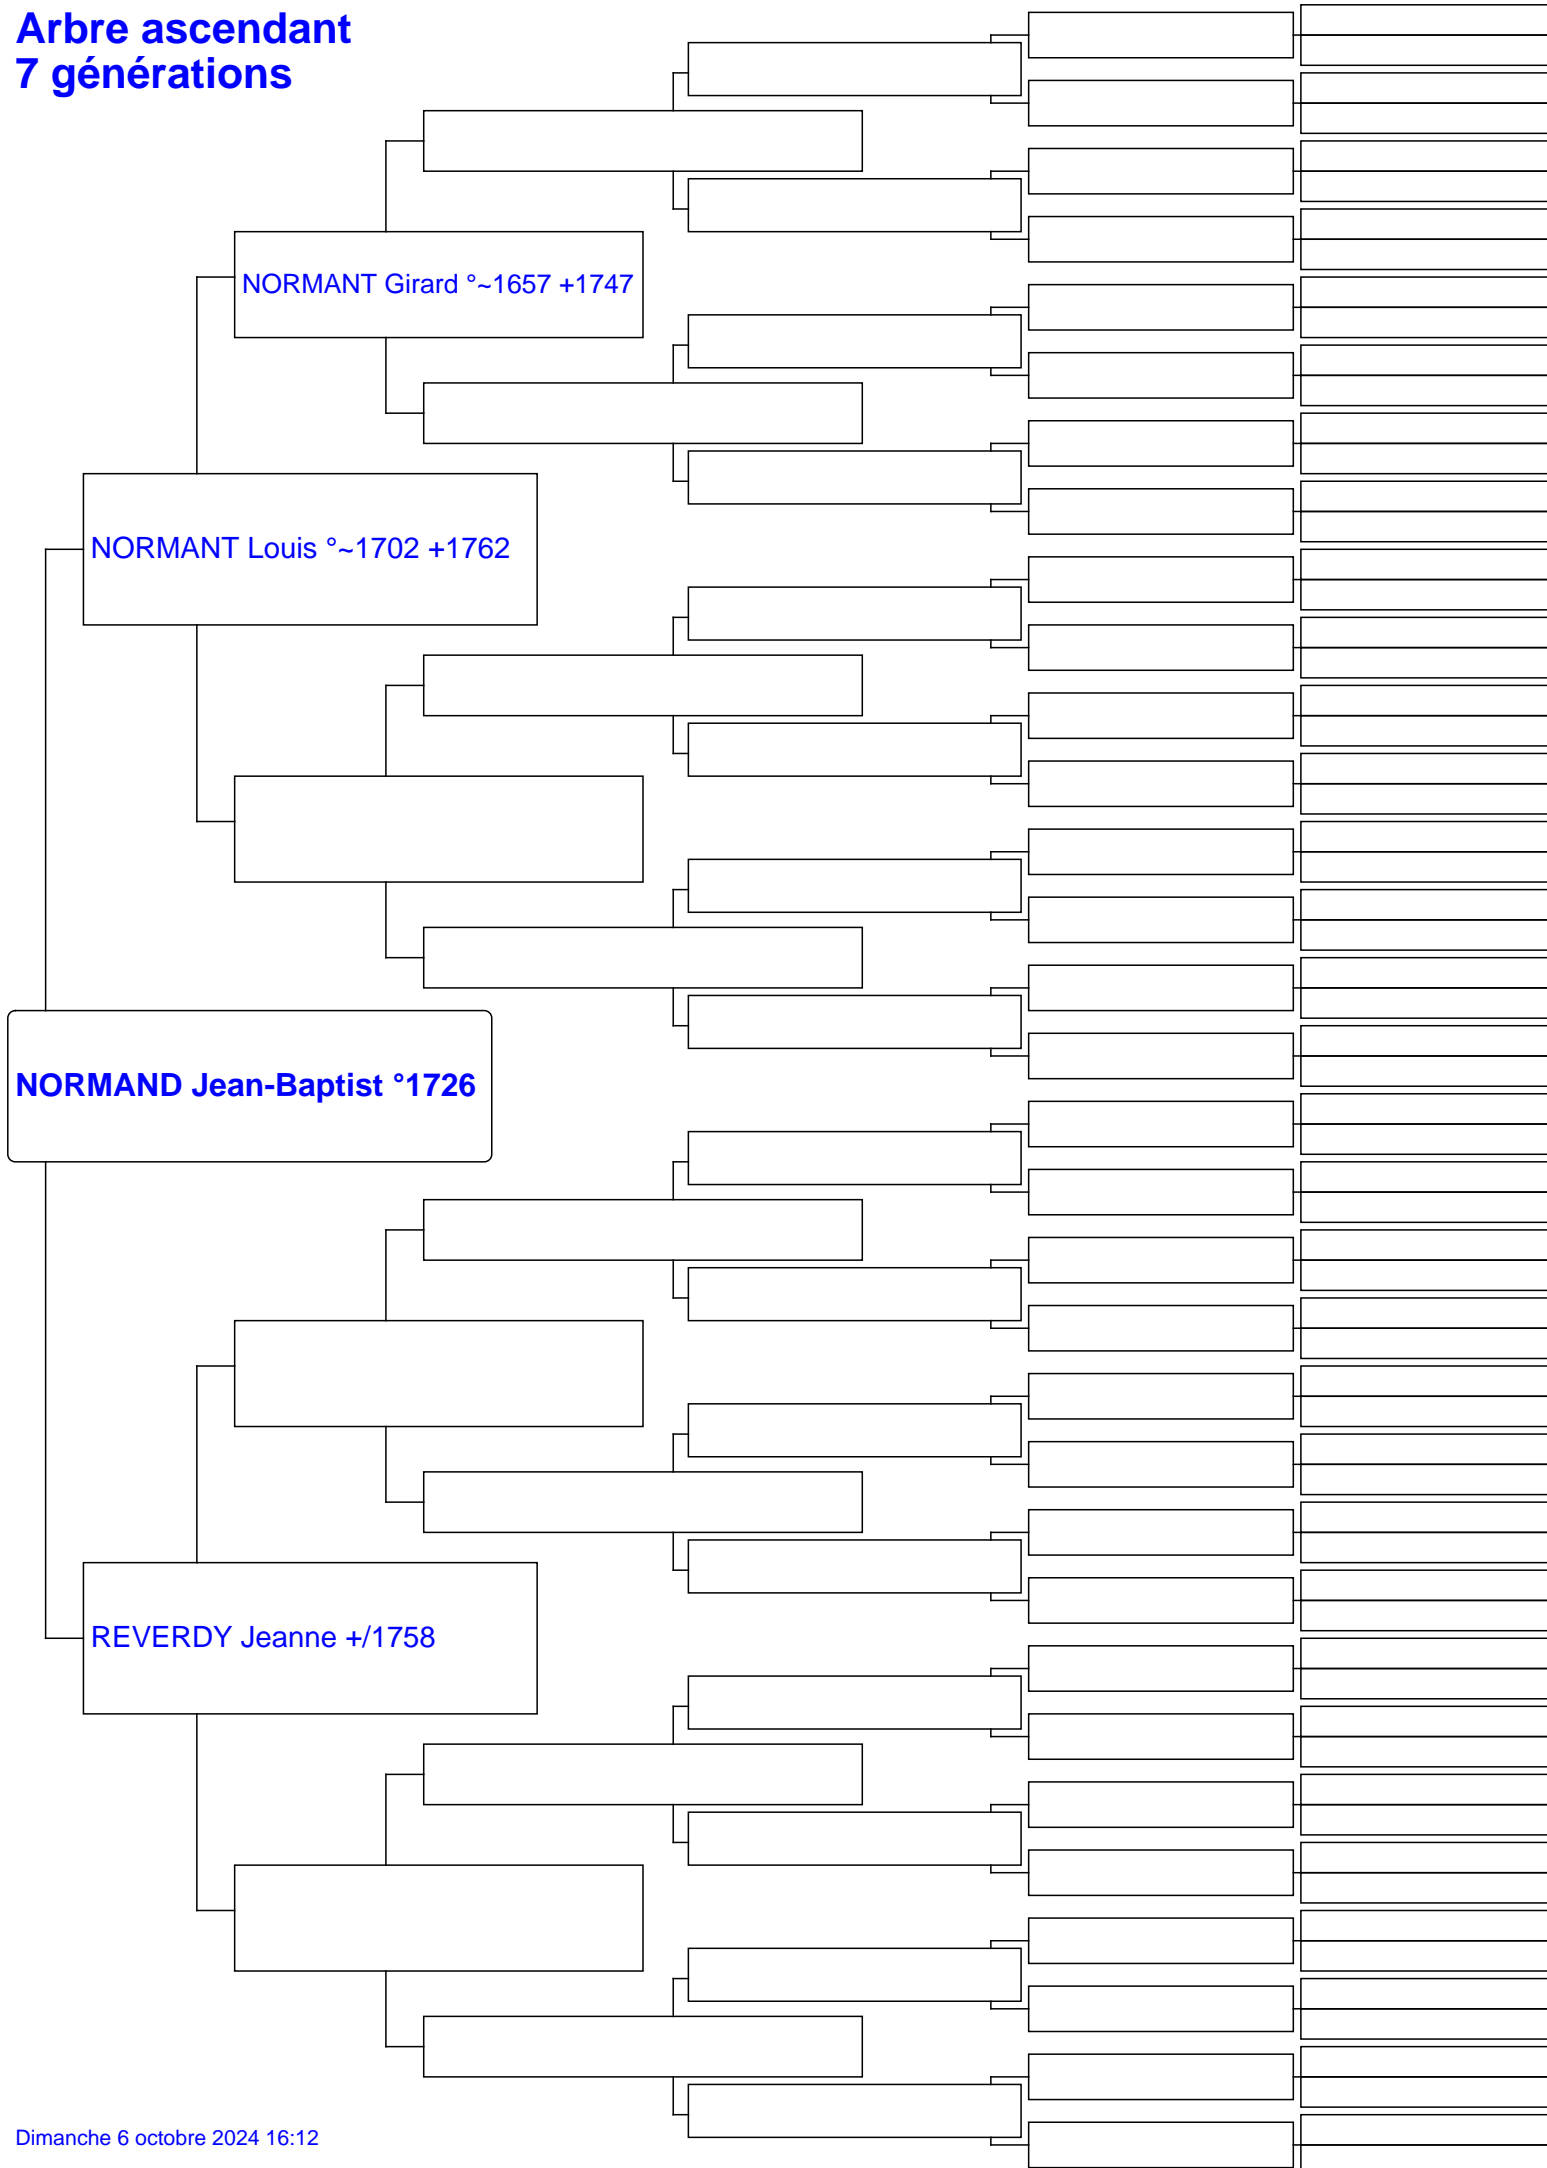 Arbre ascendant
7 générations
NORMANT Girard °~1657 +1747
NORMANT Louis °~1702 +1762
NORMAND Jean-Baptist °1726
REVERDY Jeanne +/1758
Dimanche 6 octobre 2024 16:12